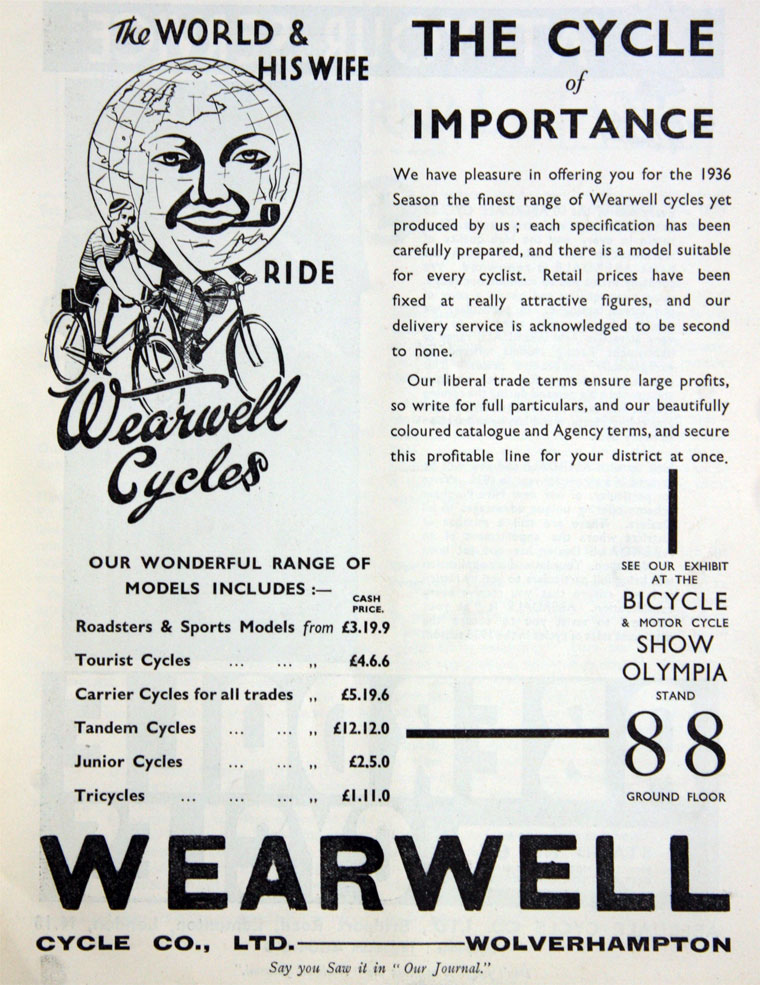 The WORLD &
HIS WIFE
RIDE
Wearwell
Cycles
THE CYCLE
of
IMPORTANCE
We have pleasure in offering you for the 1936
Season the finest range of Wearwell cycles yet
produced by us ; each specification has been
carefully prepared, and there is a model suitable
for every cyclist. Retail prices have been
fixed at really attractive figures, and our
delivery service is acknowledged to be second
to none.
Our liberal trade terms ensure large profits,
so write for full particulars, and our beautifully
coloured catalogue and Agency terms, and secure
this profitable line for your district at once.
OUR WONDERFUL RANGE OF
MODELS INCLUDES :—
CASH
PRICE.
Roadsters & Sports Models from £3.19.9
Tourist Cycles ... ... ,, £4.6.6
Carrier Cycles for all trades ,, £5.19.6
Tandem Cycles ... ... ,, £12.12.0
Junior Cycles ... ... ,, £2.5.0
Tricycles ... ... ... ,, £1.11.0
SEE OUR EXHIBIT
AT THE
BICYCLE
& MOTOR CYCLE
SHOW
OLYMPIA
STAND
88
GROUND FLOOR
WEARWELL
CYCLE CO., LTD.——WOLVERHAMPTON
Say you Saw it in "Our Journal."